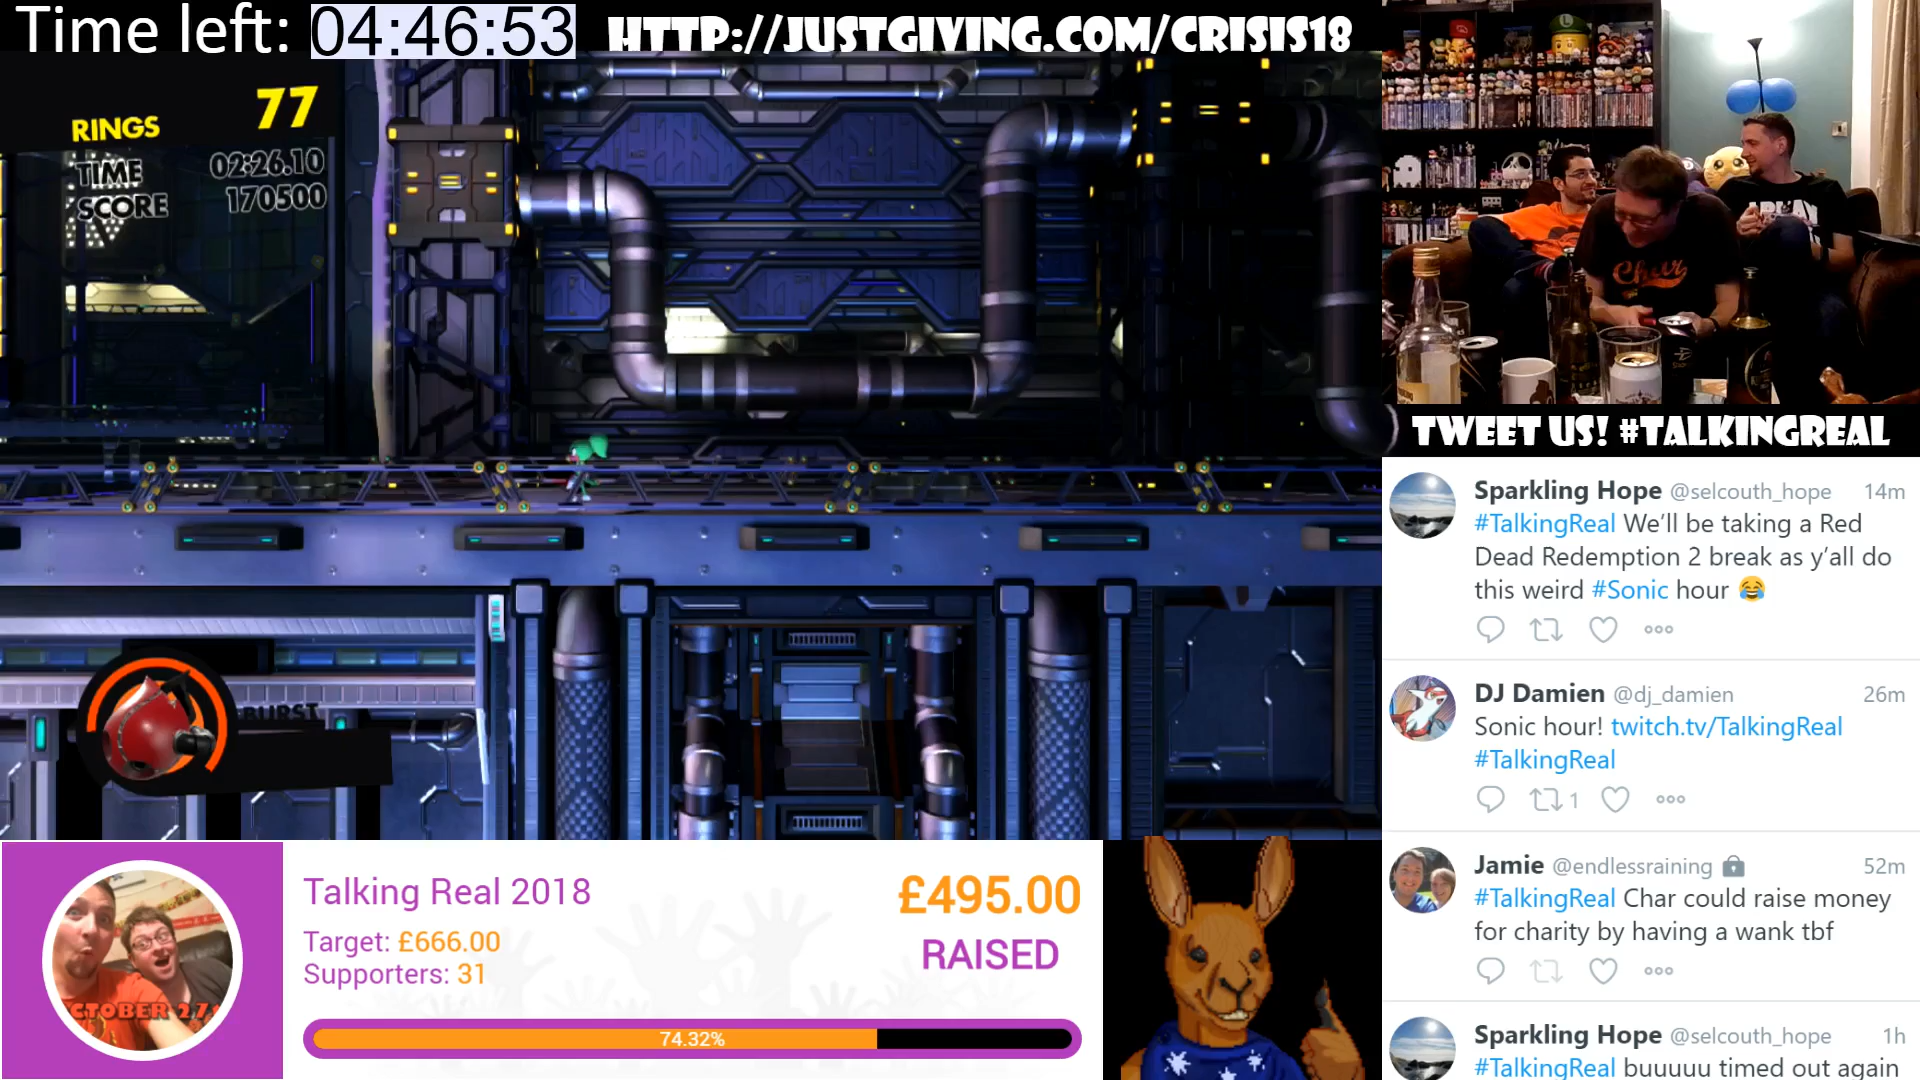 Time left: 04:46:53
HTTP://JUSTGIVING.COM/CRISIS18
RINGS 77
TIME 02:26.10
SCORE 170500
BURST
Char
TWEET US! #TALKINGREAL
Sparkling Hope @selcouth_hope 14m
#TalkingReal We'll be taking a Red
Dead Redemption 2 break as y'all do
this weird #Sonic hour 😂
DJ Damien @dj_damien 26m
Sonic hour! twitch.tv/TalkingReal
#TalkingReal
1
Jamie @endlessraining 52m
#TalkingReal Char could raise money
for charity by having a wank tbf
Sparkling Hope @selcouth_hope 1h
#TalkingReal buuuuu timed out again
Talking Real 2018
Target: £666.00
Supporters: 31
£495.00
RAISED
74.32%
CTOBER 27